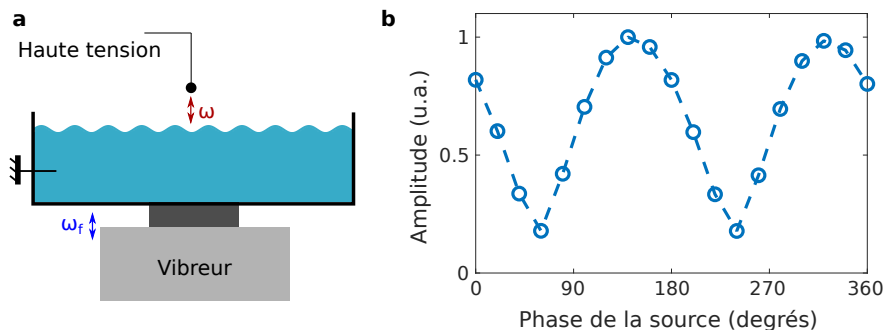 a
Haute tension
ω
ω_f
Vibreur
b
Amplitude (u.a.)
1
0.5
0
0 90 180 270 360
Phase de la source (degrés)